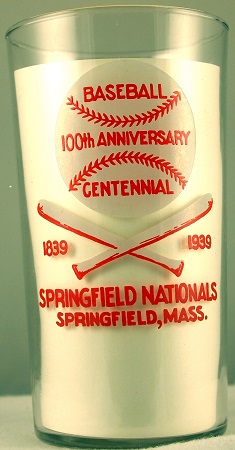 BASEBALL
100th ANNIVERSARY
CENTENNIAL
1839 1939
SPRINGFIELD NATIONALS
SPRINGFIELD, MASS.